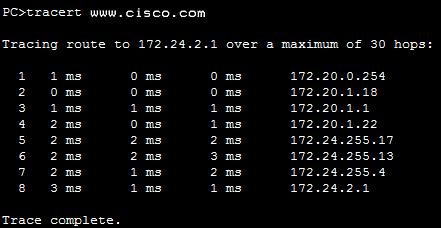 PC>tracert www.cisco.com
Tracing route to 172.24.2.1 over a maximum of 30 hops:
1 1 ms 0 ms 0 ms 172.20.0.254
2 0 ms 0 ms 0 ms 172.20.1.18
3 1 ms 1 ms 1 ms 172.20.1.1
4 2 ms 0 ms 1 ms 172.20.1.22
5 2 ms 2 ms 2 ms 172.24.255.17
6 2 ms 2 ms 3 ms 172.24.255.13
7 2 ms 1 ms 2 ms 172.24.255.4
8 3 ms 1 ms 1 ms 172.24.2.1
Trace complete.